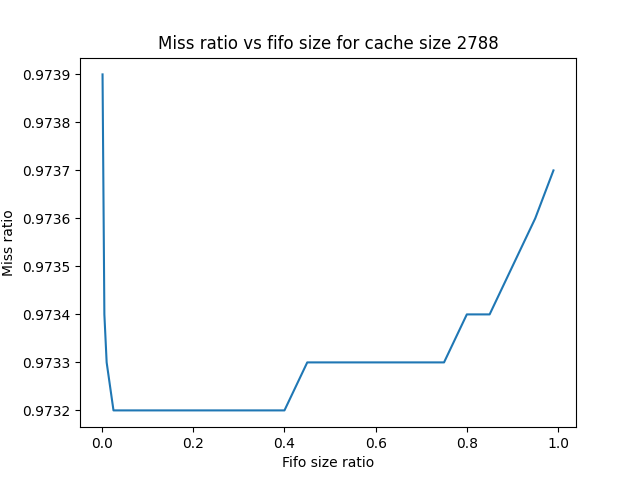 Miss ratio vs fifo size for cache size 2788
0.9739
0.9738
0.9737
0.9736
0.9735
0.9734
0.9733
0.9732
Miss ratio
0.0 0.2 0.4 0.6 0.8 1.0
Fifo size ratio